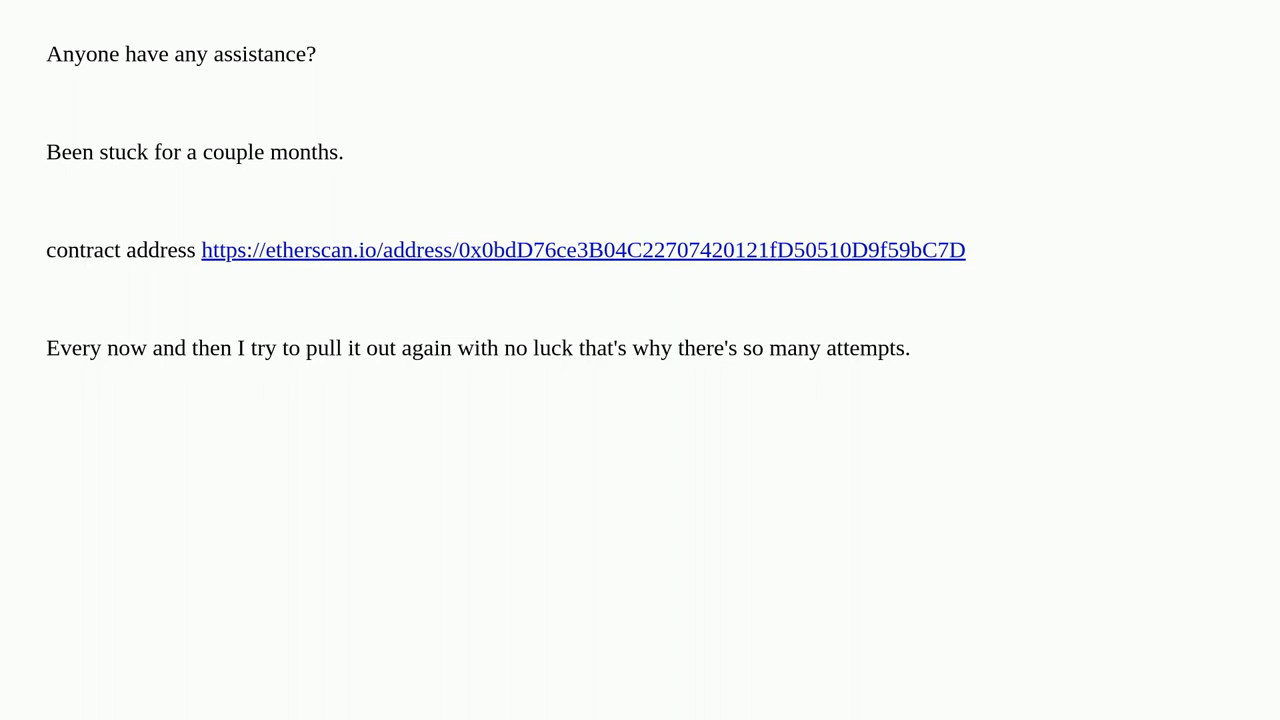 Anyone have any assistance?
Been stuck for a couple months.
contract address https://etherscan.io/address/0x0bdD76ce3B04C22707420121fD50510D9f59bC7D
Every now and then I try to pull it out again with no luck that's why there's so many attempts.